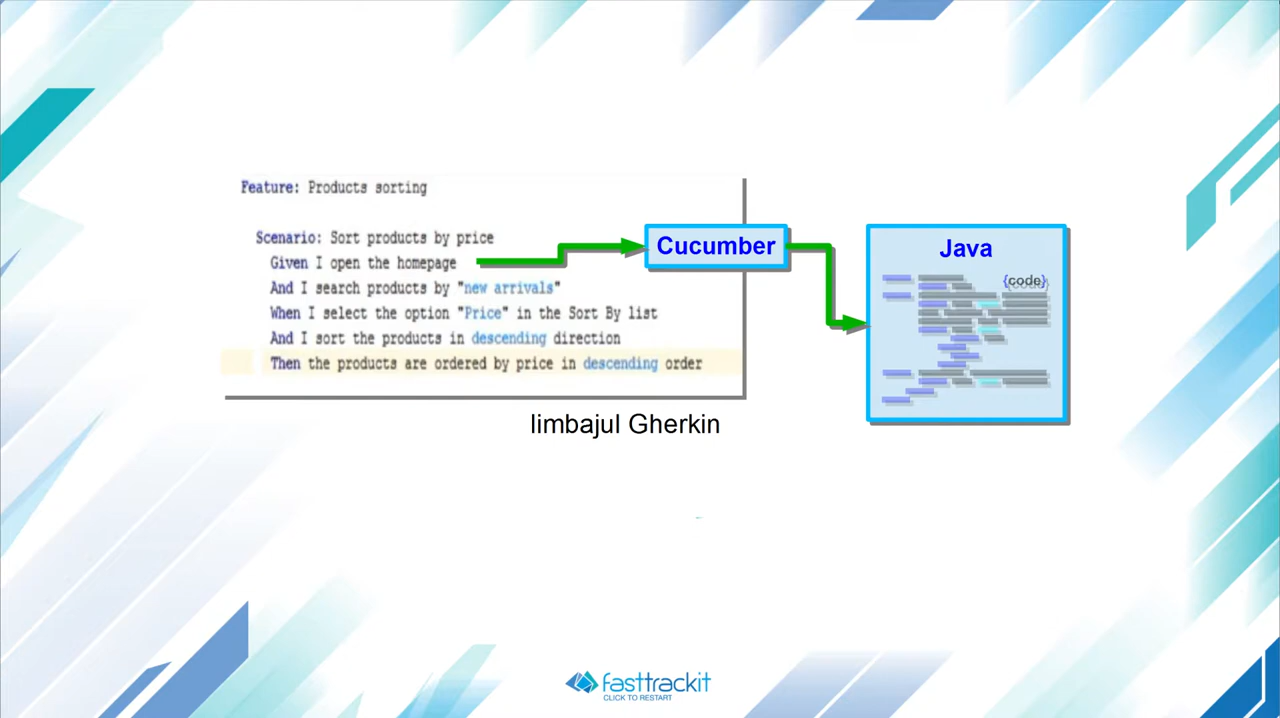 Feature: Products sorting
Scenario: Sort products by price
Given I open the homepage
And I search products by "new arrivals"
When I select the option "Price" in the Sort By list
And I sort the products in descending direction
Then the products are ordered by price in descending order
Cucumber
Java
{code}
limbajul Gherkin
fasttrackit
CLICK TO RESTART